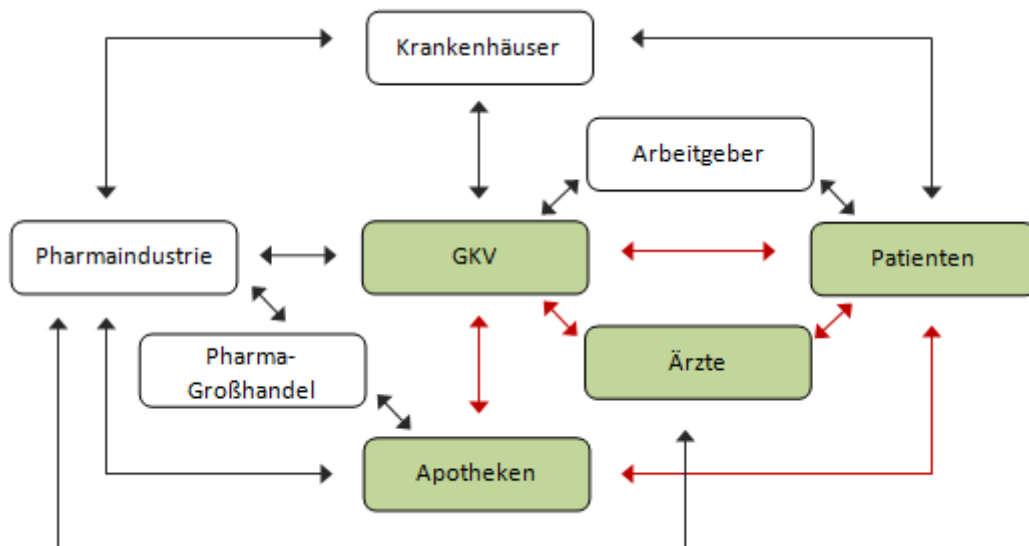 Krankenhäuser
Arbeitgeber
Pharmaindustrie
GKV
Patienten
Pharma-
Großhandel
Ärzte
Apotheken